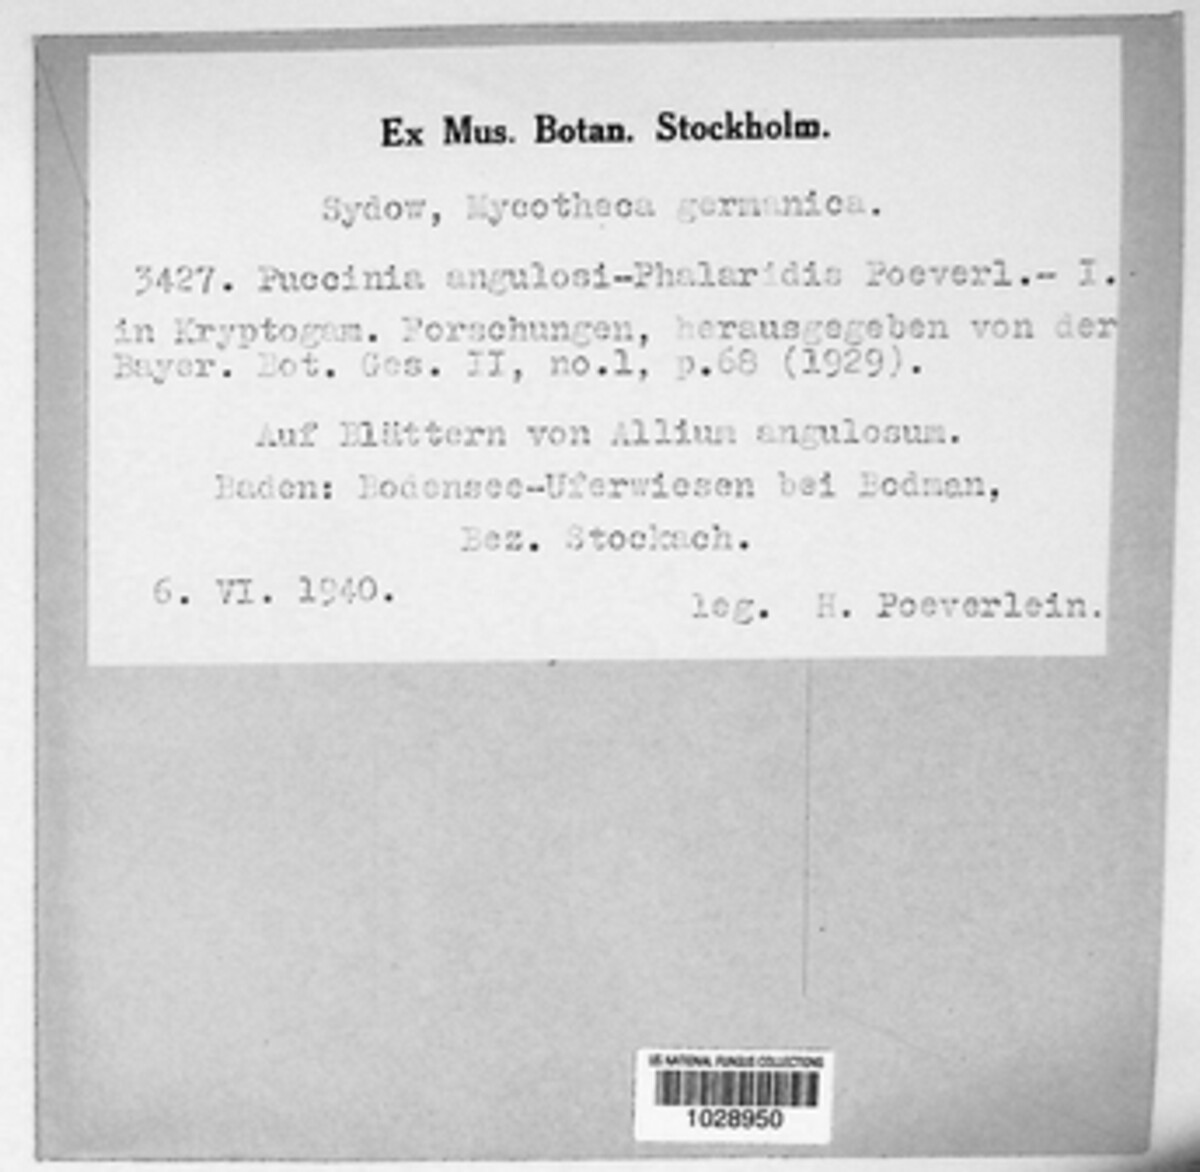 Ex Mus. Botan. Stockholm.
Sydow, Mycotheca germanica.
3427. Puccinia angulosi-Phalaridis Poeverl.- I.
in Kryptogam. Forschungen, herausgegeben von der
Bayer. Bot. Ges. II, no.1, p.68 (1929).
Auf Blättern von Allium angulosum.
Baden: Bodensee-Uferwiesen bei Bodman,
Bez. Stockach.
6. VI. 1940.
leg. H. Poeverlein.
US NATIONAL FUNGUS COLLECTIONS
1028950